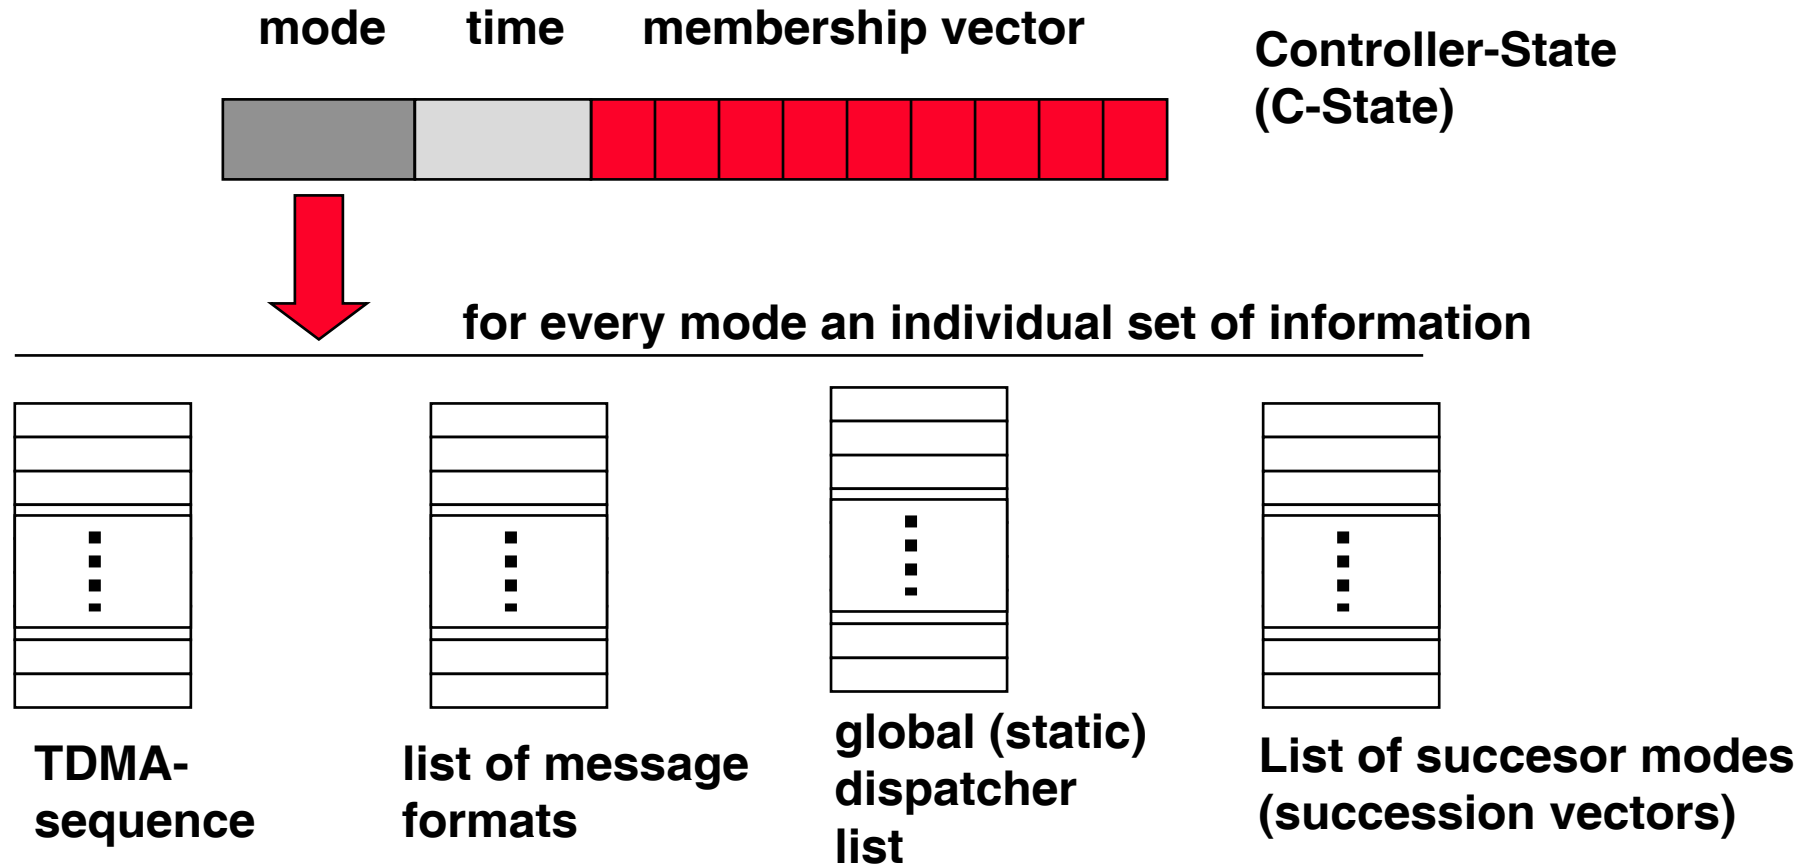 mode time membership vector
Controller-State
(C-State)
for every mode an individual set of information
TDMA-
sequence
list of message
formats
global (static)
dispatcher
list
List of succesor modes
(succession vectors)